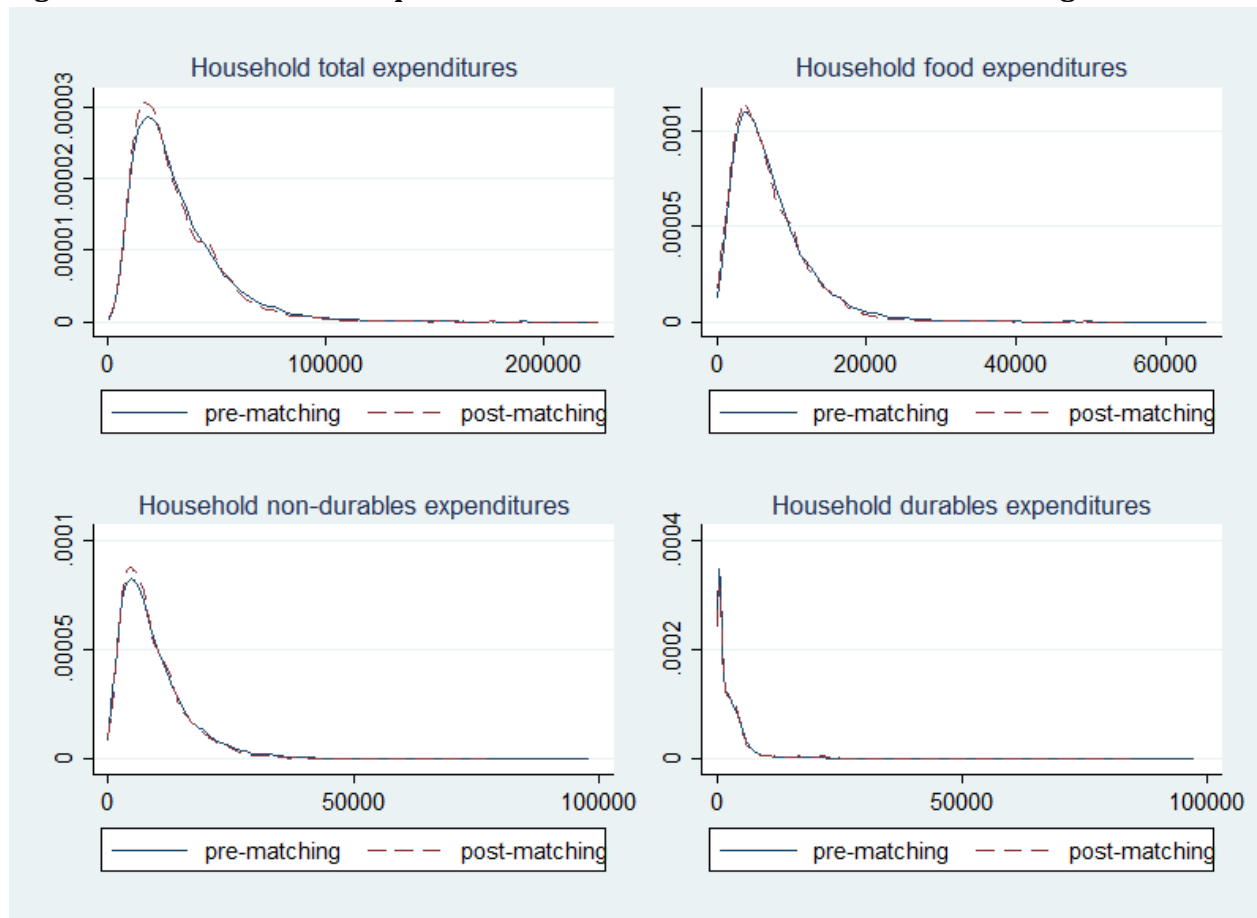 Household total expenditures
Household food expenditures
0 .00001 .00002 .00003
0 .00005 .0001
0 100000 200000
0 20000 40000 60000
pre-matching post-matching
pre-matching post-matching
Household non-durables expenditures
Household durables expenditures
0 .00005 .0001
0 .0002 .0004
0 50000 100000
0 50000 100000
pre-matching post-matching
pre-matching post-matching